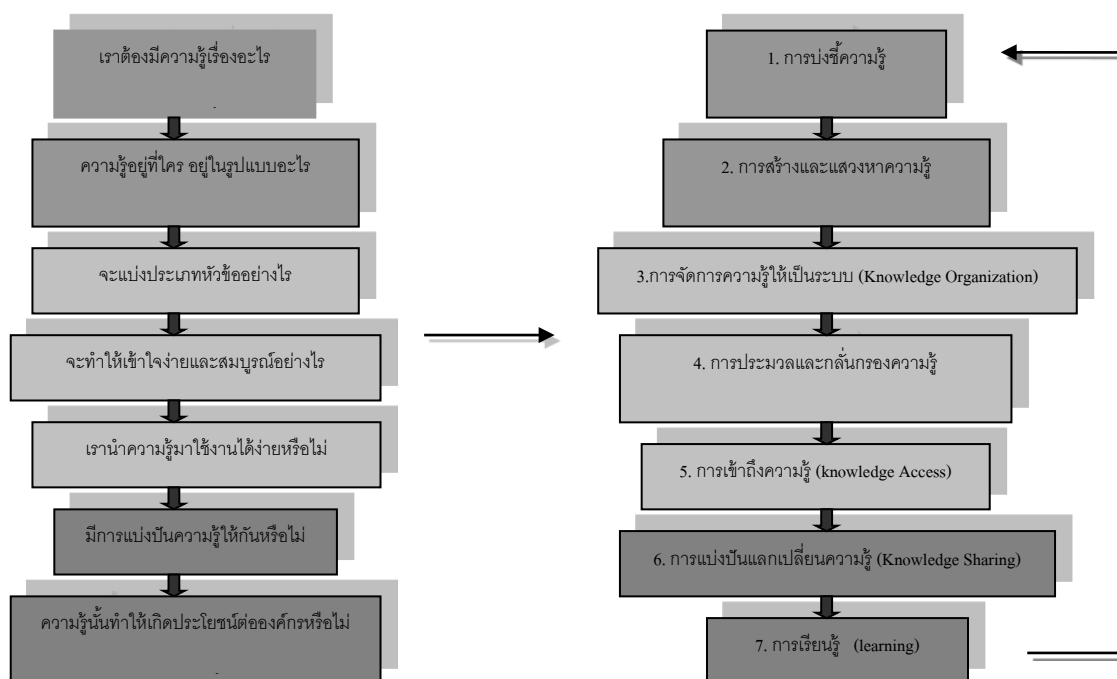 เราต้องมีความรู้เรื่องอะไร
ความรู้อยู่ที่ใคร อยู่ในรูปแบบอะไร
จะแบ่งประเภทหัวข้ออย่างไร
จะทำให้เข้าใจง่ายและสมบูรณ์อย่างไร
เรานำความรู้มาใช้งานได้ง่ายหรือไม่
มีการแบ่งปันความรู้ให้กันหรือไม่
ความรู้นั้นทำให้เกิดประโยชน์ต่อองค์กรหรือไม่
1. การบ่งชี้ความรู้
2. การสร้างและแสวงหาความรู้
3.การจัดการความรู้ให้เป็นระบบ (Knowledge Organization)
4. การประมวลและกลั่นกรองความรู้
5. การเข้าถึงความรู้ (knowledge Access)
6. การแบ่งปันแลกเปลี่ยนความรู้ (Knowledge Sharing)
7. การเรียนรู้ (learning)